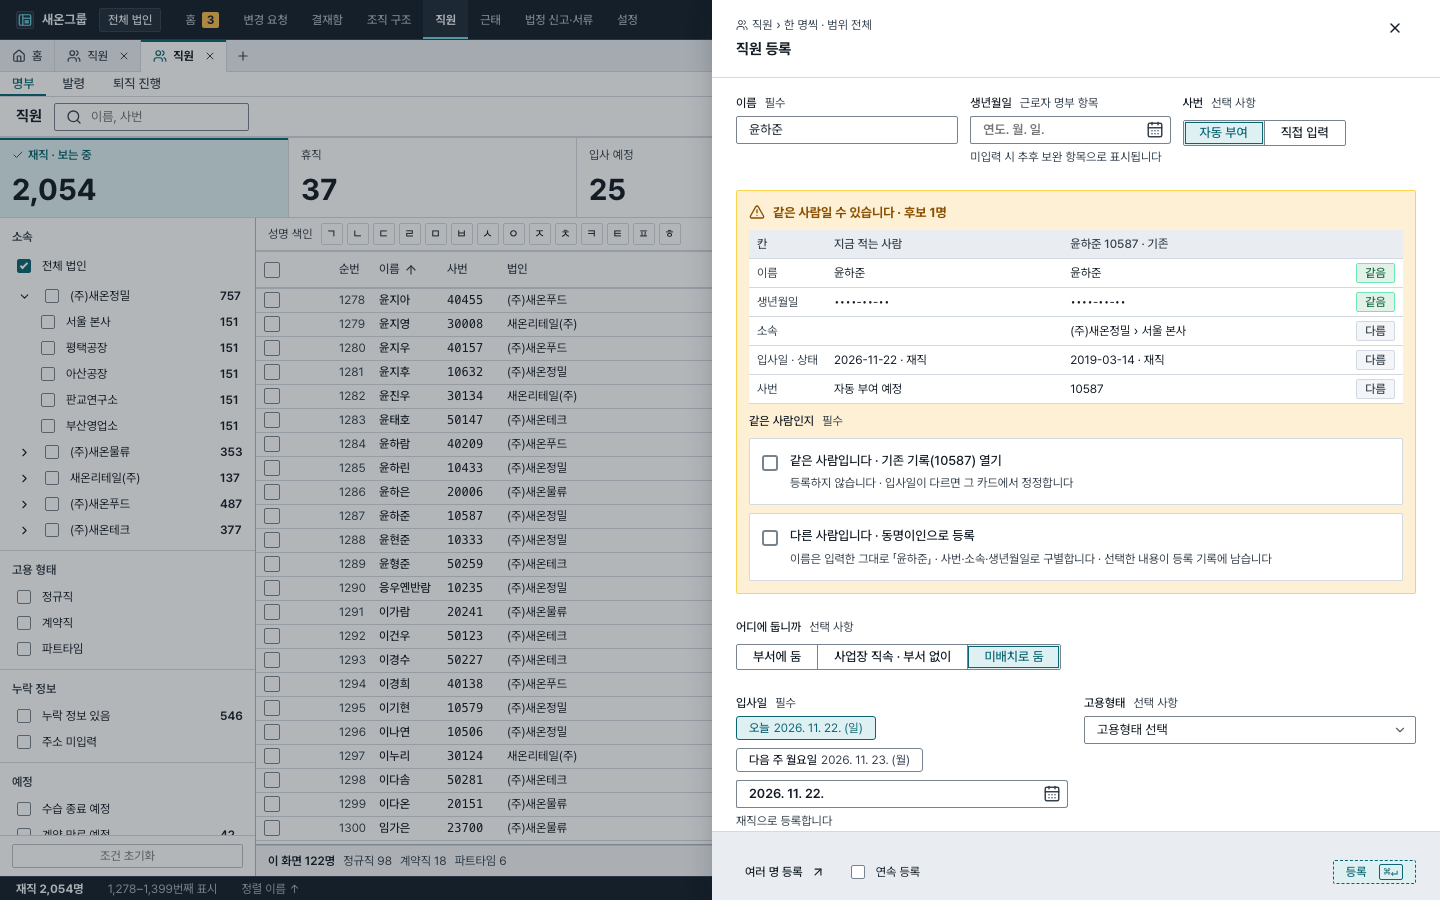 새온그룹 전체 법인 홈 3 변경 요청 결재함 조직 구조 직원 근태 법정 신고·서류 설정
홈 직원 직원
명부 발령 퇴직 진행
직원 이름, 사번
재직 · 보는 중 휴직 입사 예정
2,054 37 25
소속
전체 법인
(주)새온정밀 757
서울 본사 151
평택공장 151
아산공장 151
판교연구소 151
부산영업소 151
(주)새온물류 353
새온리테일(주) 137
(주)새온푸드 487
(주)새온테크 377
고용 형태
정규직
계약직
파트타임
누락 정보
누락 정보 있음 546
주소 미입력
예정
수습 종료 예정
계약 만료 예정 42
조건 초기화
성명 색인 ㄱ ㄴ ㄷ ㄹ ㅁ ㅂ ㅅ ㅇ ㅈ ㅊ ㅋ ㅌ ㅍ ㅎ
순번 이름 ↑ 사번 법인
1278 윤지아 40455 (주)새온푸드
1279 윤지영 30008 새온리테일(주)
1280 윤지우 40157 (주)새온푸드
1281 윤지후 10632 (주)새온정밀
1282 윤진우 30134 새온리테일(주)
1283 윤태호 50147 (주)새온테크
1284 윤하람 40209 (주)새온푸드
1285 윤하린 10433 (주)새온정밀
1286 윤하은 20006 (주)새온물류
1287 윤하준 10587 (주)새온정밀
1288 윤현준 10333 (주)새온정밀
1289 윤형준 50259 (주)새온테크
1290 응우옌반람 10235 (주)새온정밀
1291 이가람 20241 (주)새온물류
1292 이건우 50123 (주)새온테크
1293 이경수 50227 (주)새온테크
1294 이경희 40138 (주)새온푸드
1295 이기현 10579 (주)새온정밀
1296 이나연 10506 (주)새온정밀
1297 이누리 30124 새온리테일(주)
1298 이다솜 50281 (주)새온테크
1299 이다온 20151 (주)새온물류
1300 임가은 23700 (주)새온물류
이 화면 122명 정규직 98 계약직 18 파트타임 6
재직 2,054명 1,278–1,399번째 표시 정렬 이름 ↑
직원 › 한 명씩 · 범위 전체
직원 등록
이름 필수 생년월일 근로자 명부 항목 사번 선택 사항
윤하준 연도. 월. 일. 자동 부여 직접 입력
미입력 시 추후 보완 항목으로 표시됩니다
같은 사람일 수 있습니다 · 후보 1명
칸 지금 적는 사람 윤하준 10587 · 기존
이름 윤하준 윤하준 같음
생년월일 ••••-••-•• ••••-••-•• 같음
소속 (주)새온정밀 › 서울 본사 다름
입사일 · 상태 2026-11-22 · 재직 2019-03-14 · 재직 다름
사번 자동 부여 예정 10587 다름
같은 사람인지 필수
같은 사람입니다 · 기존 기록(10587) 열기
등록하지 않습니다 · 입사일이 다르면 그 카드에서 정정합니다
다른 사람입니다 · 동명이인으로 등록
이름은 입력한 그대로 「윤하준」 · 사번·소속·생년월일로 구별합니다 · 선택한 내용이 등록 기록에 남습니다
어디에 둡니까 선택 사항
부서에 둠 사업장 직속 · 부서 없이 미배치로 둠
입사일 필수 고용형태 선택 사항
오늘 2026. 11. 22. (일) 고용형태 선택
다음 주 월요일 2026. 11. 23. (월)
2026. 11. 22.
재직으로 등록합니다
여러 명 등록 ↗ 연속 등록 등록 ⌘↵